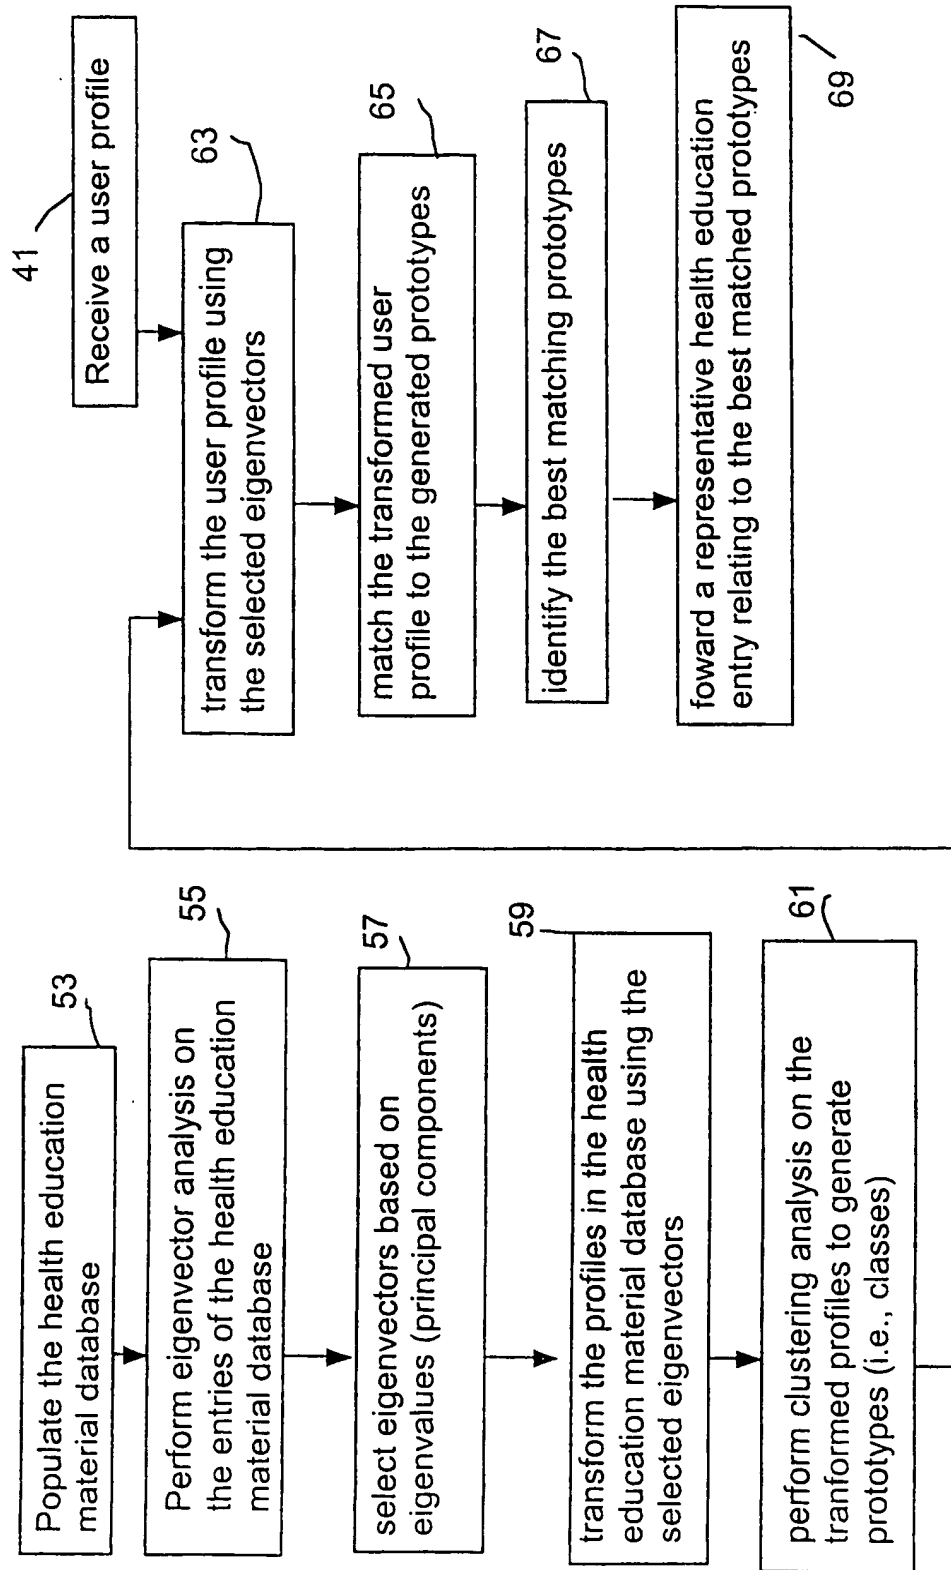 Populate the health education
material database
53
Perform eigenvector analysis on
the entries of the health education
material database
55
select eigenvectors based on
eigenvalues (principal components)
57
transform the profiles in the health
education material database using the
selected eigenvectors
59
perform clustering analysis on the
tranformed profiles to generate
prototypes (i.e., classes)
61
41
Receive a user profile
transform the user profile using
the selected eigenvectors
63
match the transformed user
profile to the generated prototypes
65
identify the best matching prototypes
67
foward a representative health education
entry relating to the best matched prototypes
69